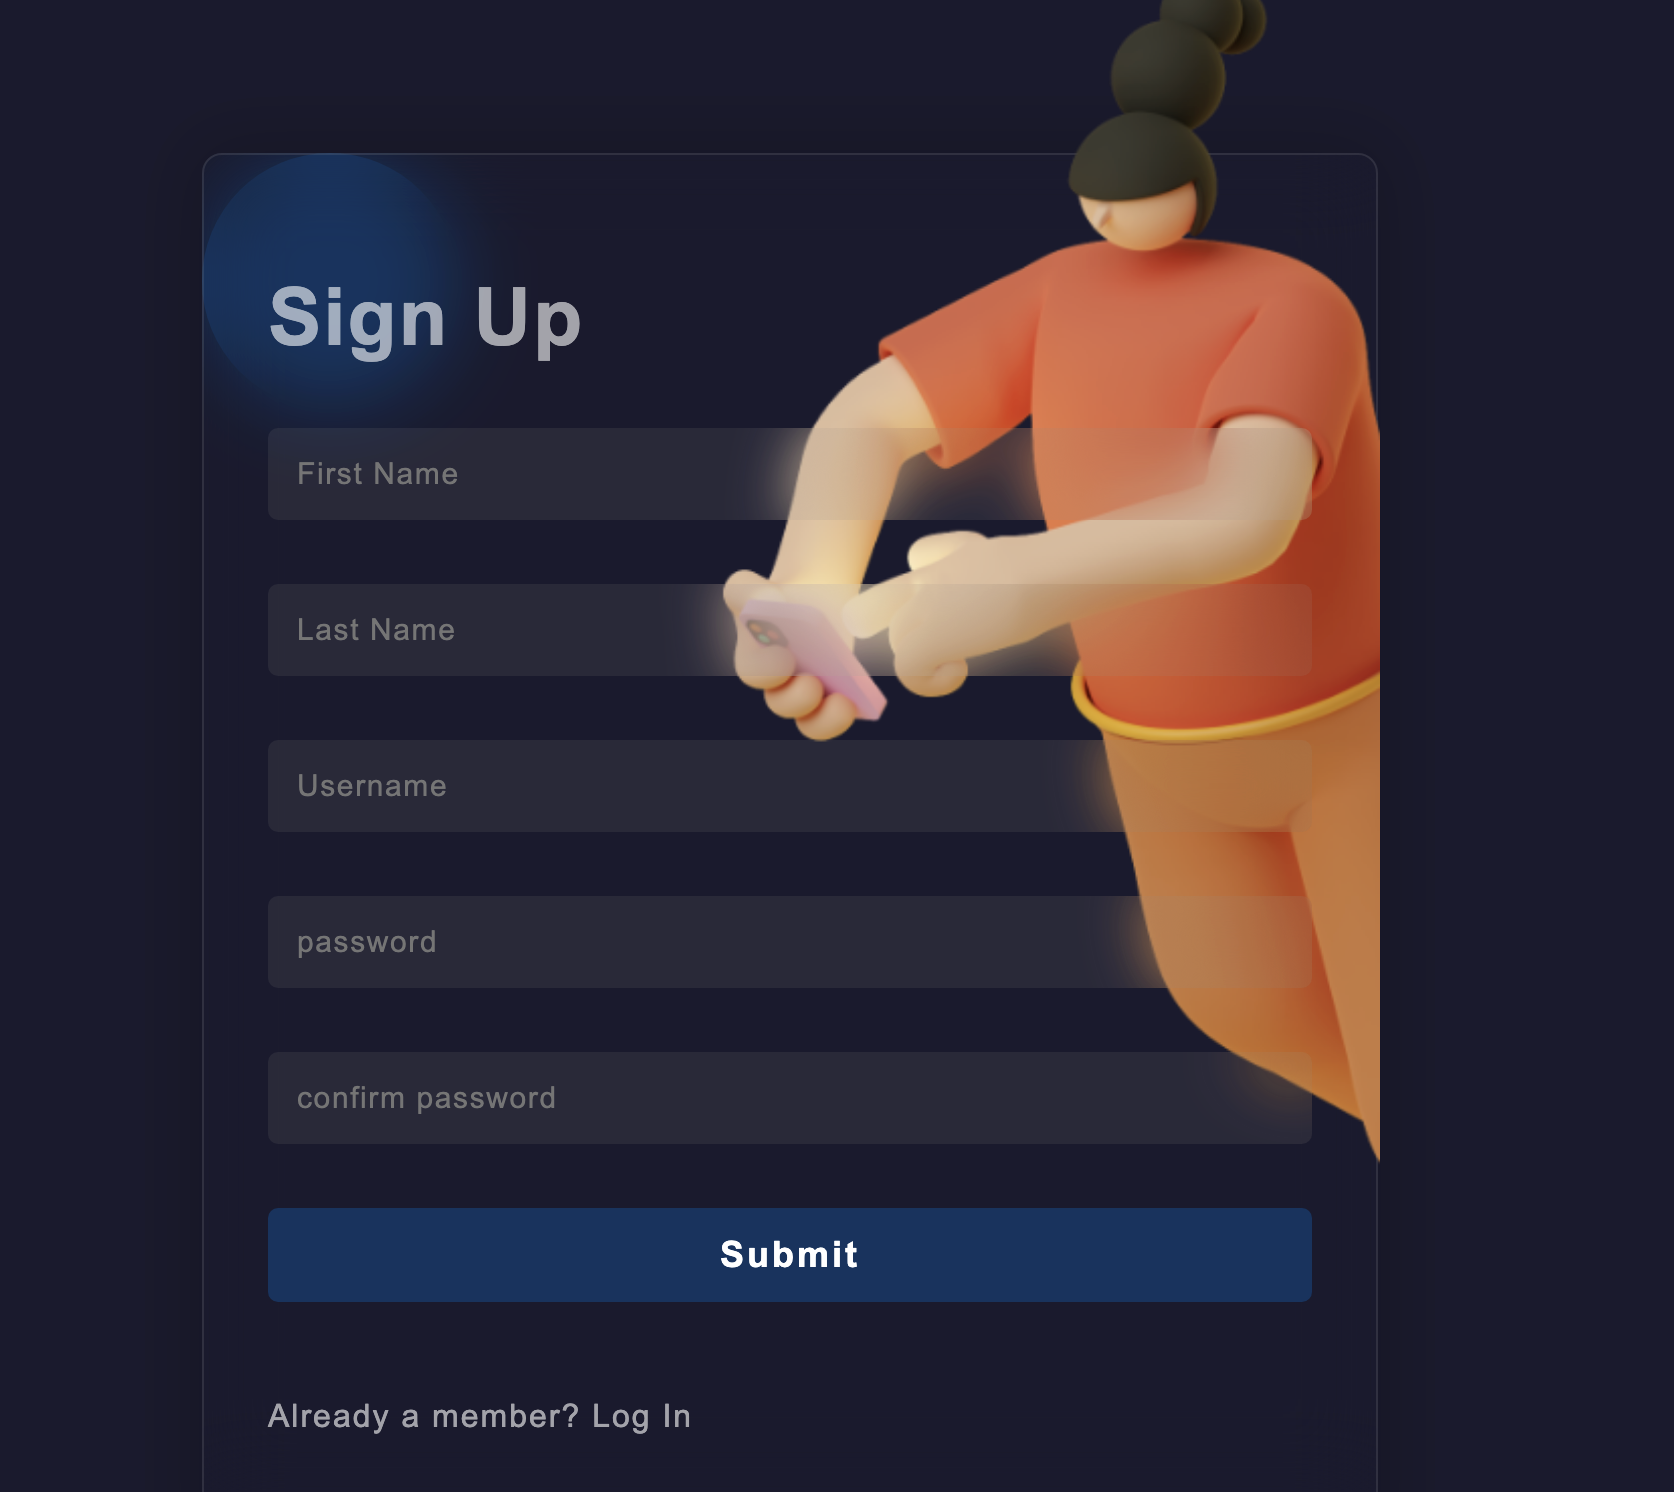 Sign Up
First Name
Last Name
Username
password
confirm password
Submit
Already a member? Log In